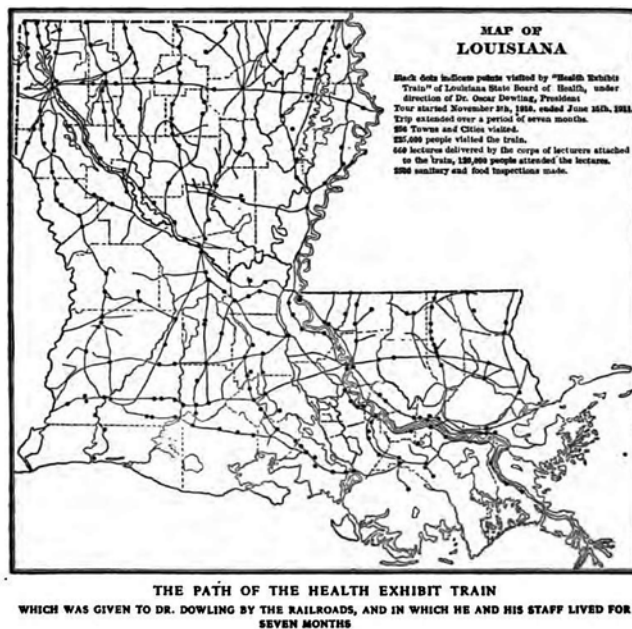 MAP OF
LOUISIANA
Black dots indicate points visited by "Health Exhibit
Train" of Louisiana State Board of Health, under
direction of Dr. Oscar Dowling, President
Tour started November 5th, 1910, ended June 15th, 1911
Trip extended over a period of seven months.
Towns and Cities visited.
225,000 people visited the train.
lectures delivered by the corps of lecturers attached
to the train, 120,000 people attended the lectures.
sanitary and food inspections made.
THE PATH OF THE HEALTH EXHIBIT TRAIN
WHICH WAS GIVEN TO DR. DOWLING BY THE RAILROADS, AND IN WHICH HE AND HIS STAFF LIVED FOR
SEVEN MONTHS